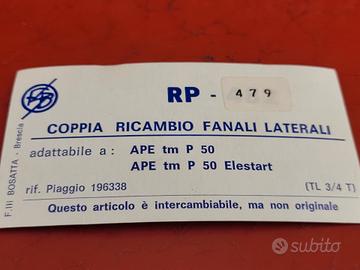 RP - 479
COPPIA RICAMBIO FANALI LATERALI
adattabile a : APE tm P 50
APE tm P 50 Elestart
rif. Piaggio 196338 (TL 3/4 T)
Questo articolo è intercambiabile, ma non originale
F.lli BOSATTA - Brescia
subito